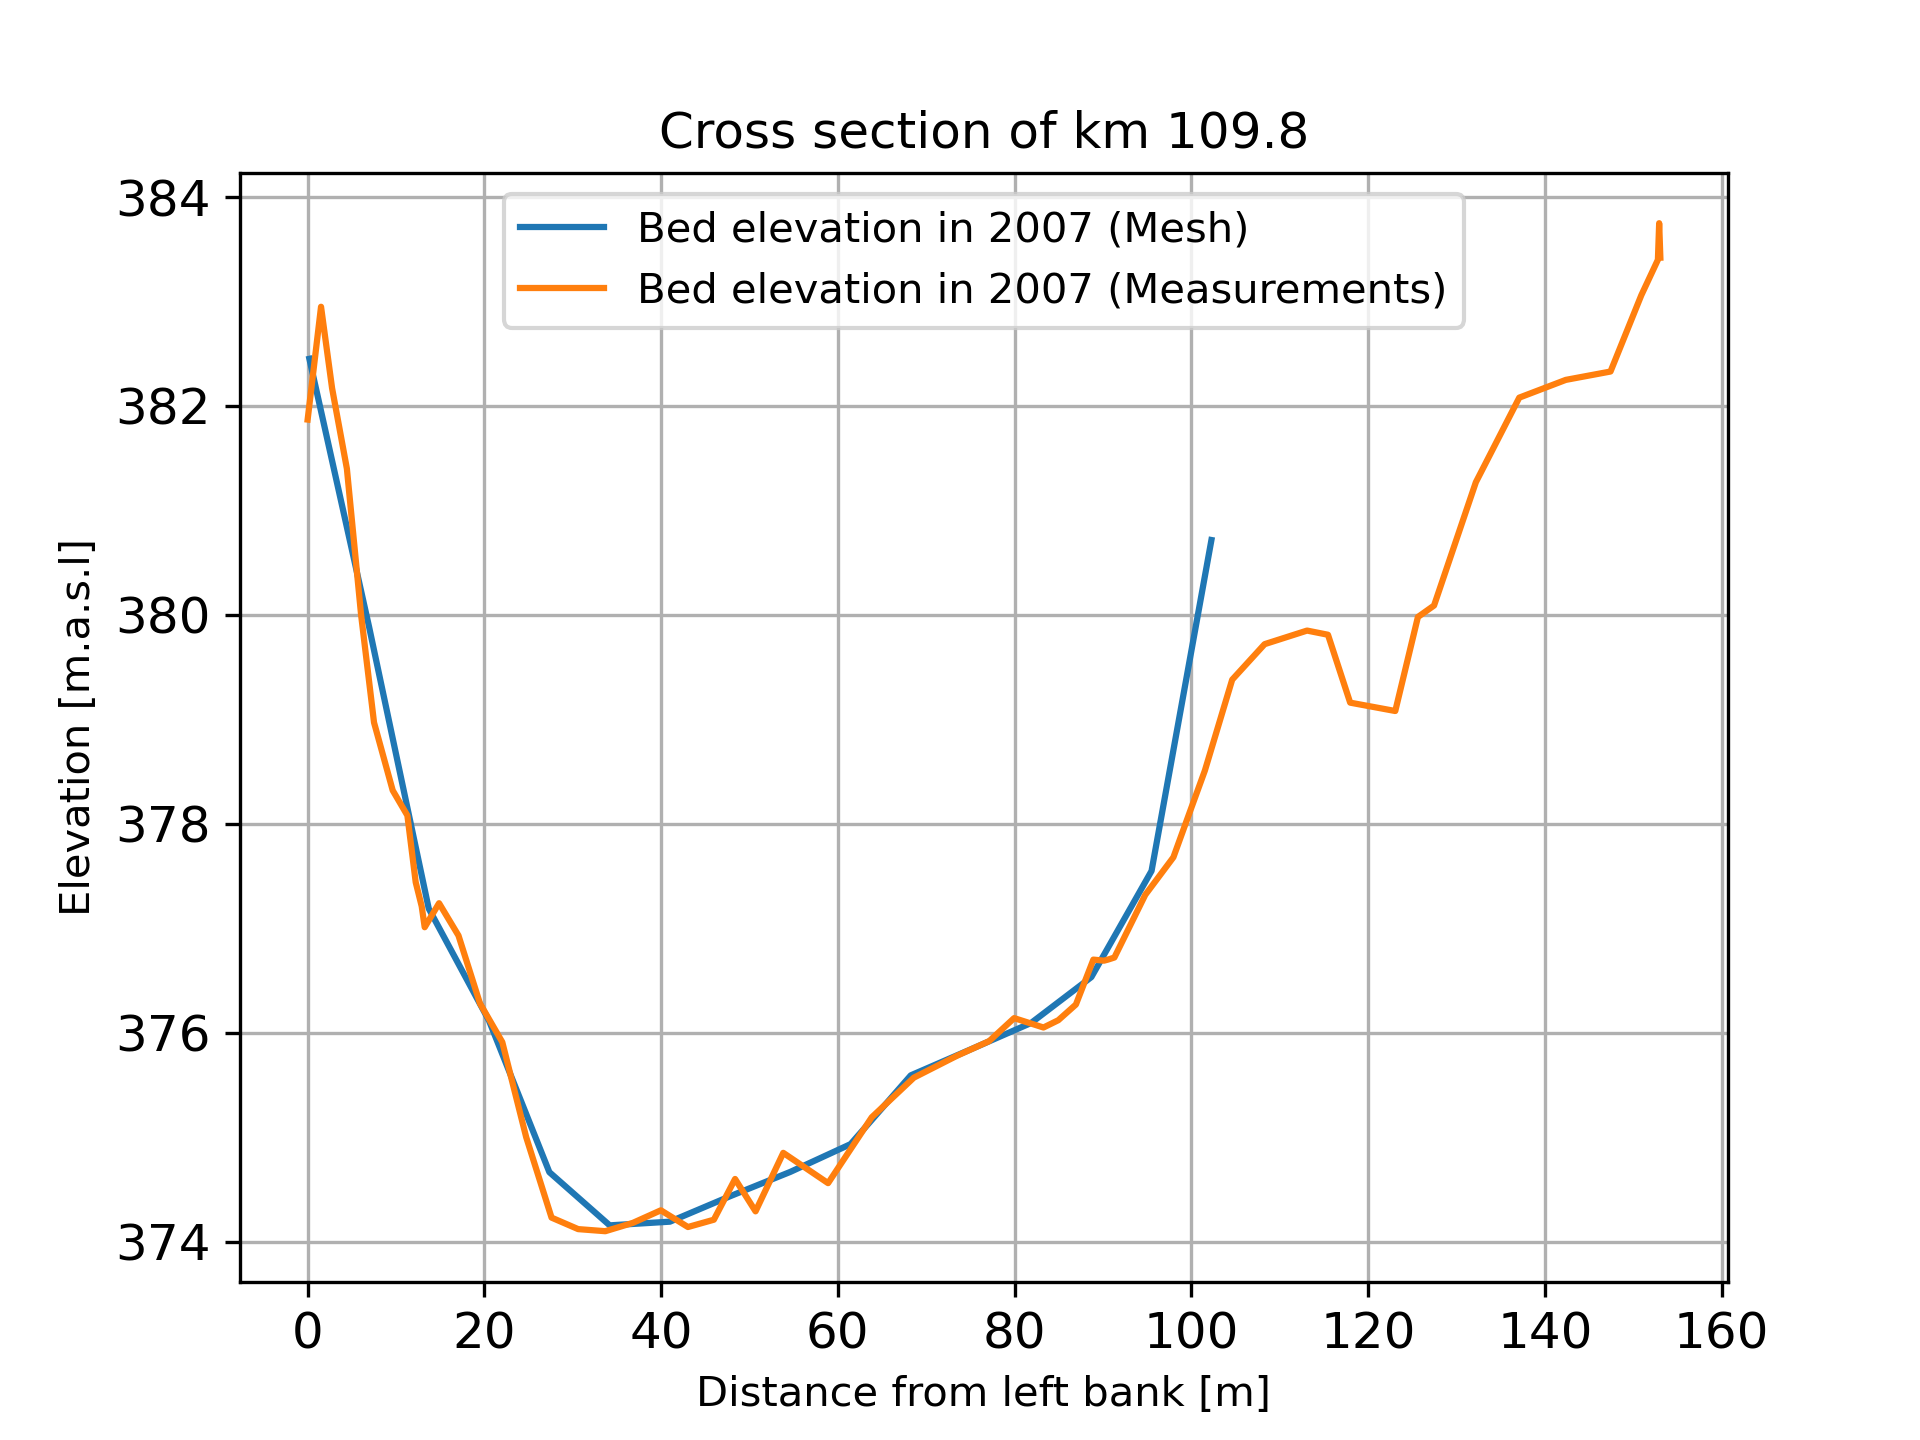 Cross section of km 109.8
Bed elevation in 2007 (Mesh)
Bed elevation in 2007 (Measurements)
Elevation [m.a.s.l]
384
382
380
378
376
374
0 20 40 60 80 100 120 140 160
Distance from left bank [m]